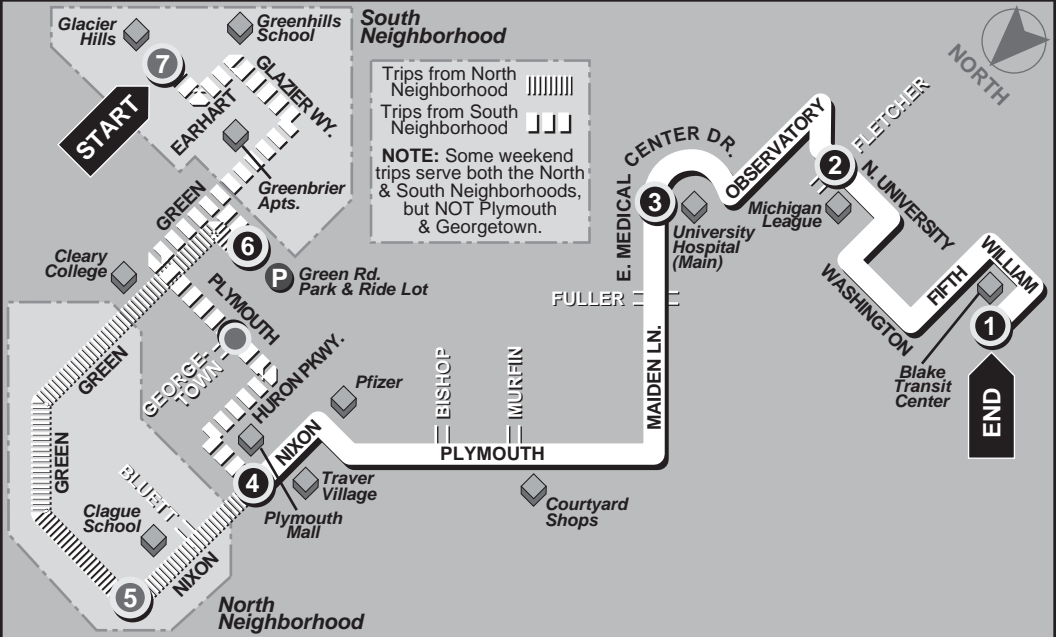 Glacier
Hills
7
START
Greenhills
School
South
Neighborhood
GLAZIER WY.
EARHART
Greenbrier
Apts.
GREEN
Trips from North
Neighborhood
Trips from South
Neighborhood
NOTE: Some weekend
trips serve both the North
& South Neighborhoods,
but NOT Plymouth
& Georgetown.
NORTH
6
P
Green Rd.
Park & Ride Lot
Cleary
College
PLYMOUTH
GEORGE-
TOWN
HURON PKWY.
GREEN
GREEN
BLUETT
Clague
School
NIXON
5
North
Neighborhood
4
Plymouth
Mall
NIXON
Traver
Village
Pfizer
BISHOP
MURFIN
PLYMOUTH
Courtyard
Shops
MAIDEN LN.
FULLER
3
E. MEDICAL CENTER DR.
University
Hospital
(Main)
OBSERVATORY
2
FLETCHER
Michigan
League
N. UNIVERSITY
WASHINGTON
FIFTH
WILLIAM
1
Blake
Transit
Center
END